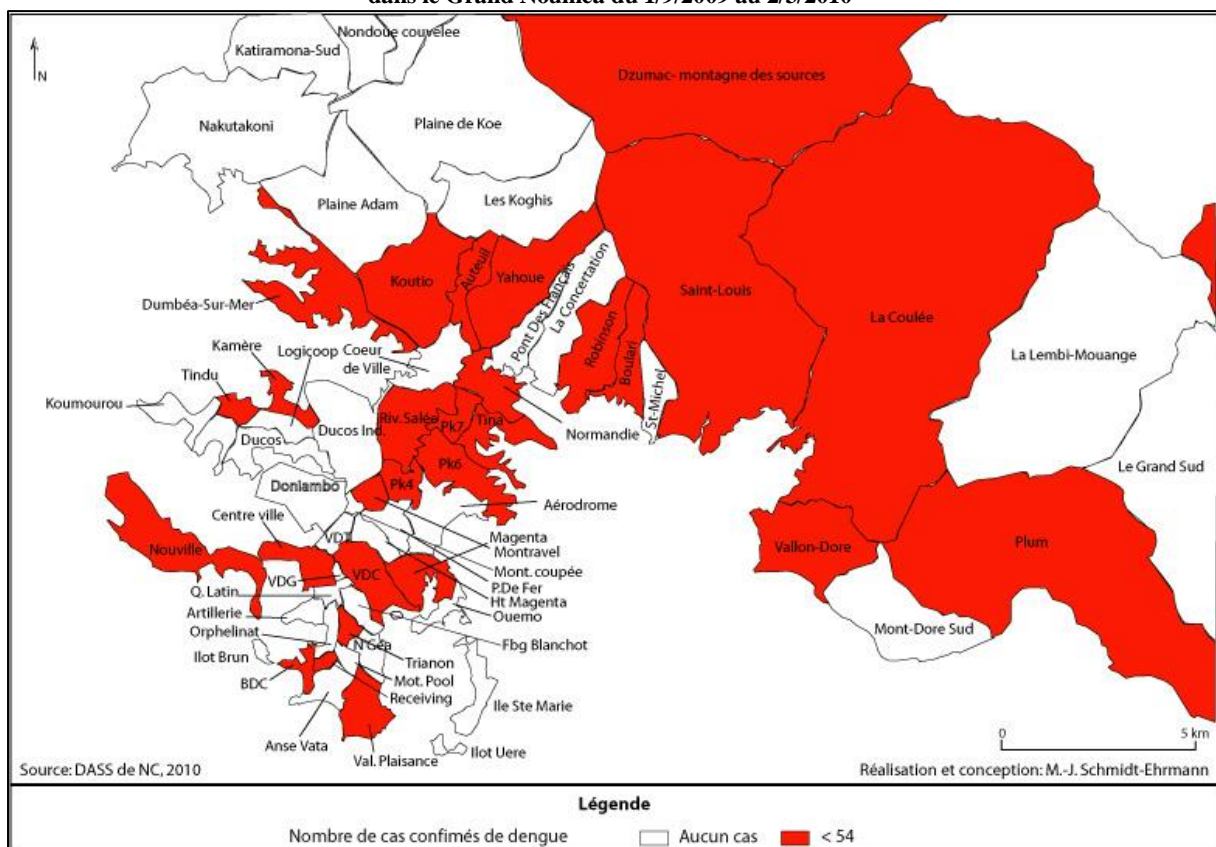 dans le Grand Nouméa du 1/9/2009 au 2/5/2010
Nondoue couvelee
Katiramona-Sud
N
Dzumac- montagne des sources
Nakutakoni
Plaine de Koe
Plaine Adam
Les Koghis
Koutio
Auteuil
Yahoue
Pont Des Français
La Concertation
Saint-Louis
La Coulée
Dumbéa-Sur-Mer
Robinson
Boulari
St-Michel
La Lembi-Mouange
Kamère
Logicoop
Coeur
de Ville
Tindu
Koumourou
Ducos
Ducos Ind.
Riv. Salée
Pk7
Tina
Normandie
Pk6
Le Grand Sud
Doniambo
Pk4
Aérodrome
Centre ville
Nouville
VDT
Magenta
Montravel
Vallon-Dore
Plum
VDG
VDC
Mont. coupée
P.De Fer
Q. Latin
Ht Magenta
Artillerie
Ouemo
Mont-Dore Sud
Orphelinat
Fbg Blanchot
N'Géa
Trianon
Ilot Brun
Mot. Pool
BDC
Receiving
Ile Ste Marie
Anse Vata
Val. Plaisance
Ilot Uere
0 5 km
Source: DASS de NC, 2010
Réalisation et conception: M.-J. Schmidt-Ehrmann
Légende
Nombre de cas confimés de dengue
Aucun cas
< 54